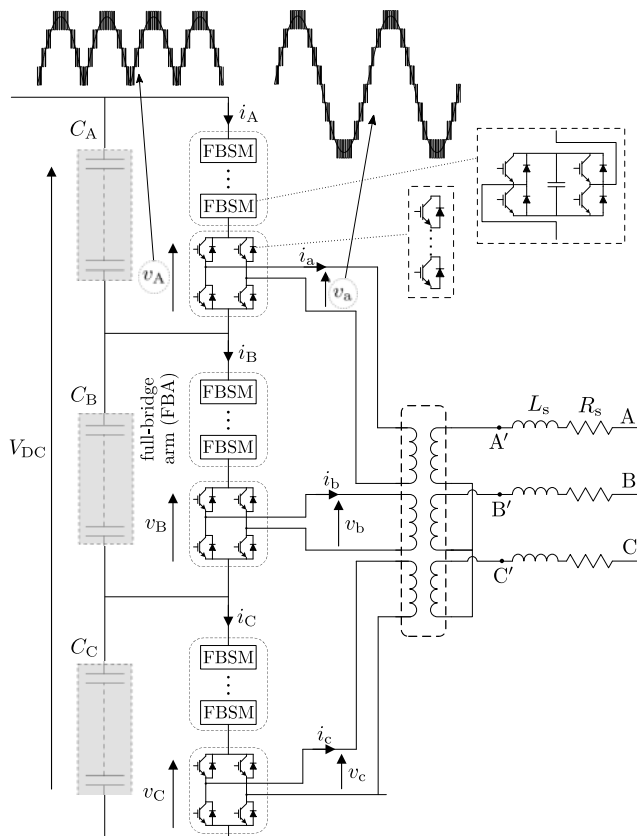 i_A
C_A
FBSM
FBSM
v_A
i_a
v_a
i_B
C_B
full-bridge
arm (FBA)
FBSM
FBSM
V_DC
L_s
R_s
A
A′
i_b
v_B
v_b
B
B′
C
C′
i_C
C_C
FBSM
FBSM
i_c
v_C
v_c